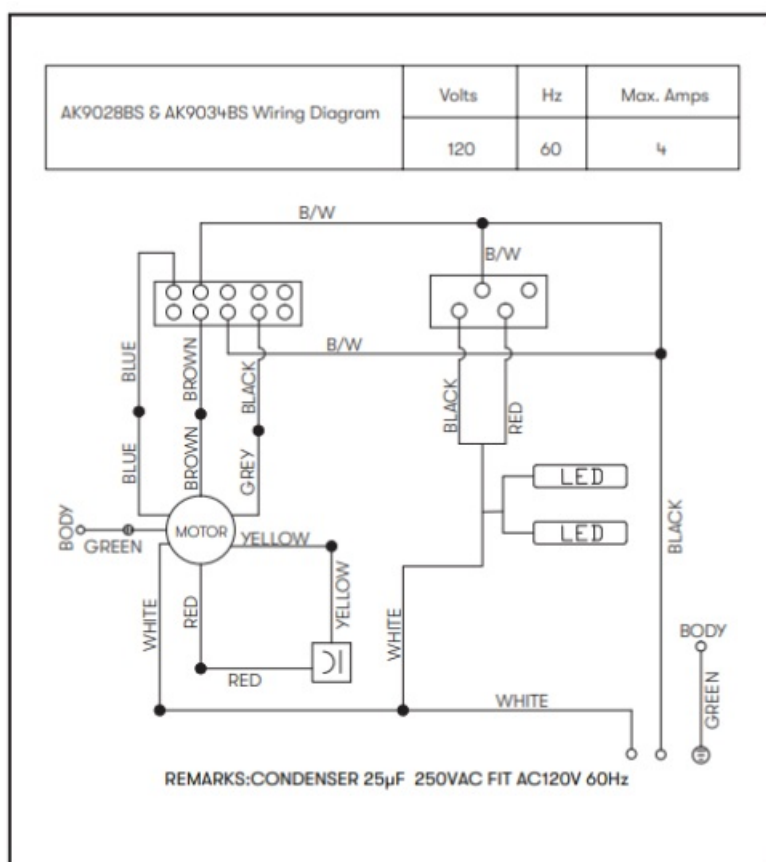 AK9028BS & AK9034BS Wiring Diagram
Volts
Hz
Max. Amps
120
60
4
B/W
B/W
B/W
BLUE
BROWN
BLACK
BLACK
RED
BLUE
BROWN
GREY
LED
LED
BLACK
BODY
GREEN
MOTOR
YELLOW
YELLOW
WHITE
RED
RED
WHITE
WHITE
BODY
GREEN
REMARKS:CONDENSER 25µF 250VAC FIT AC120V 60Hz